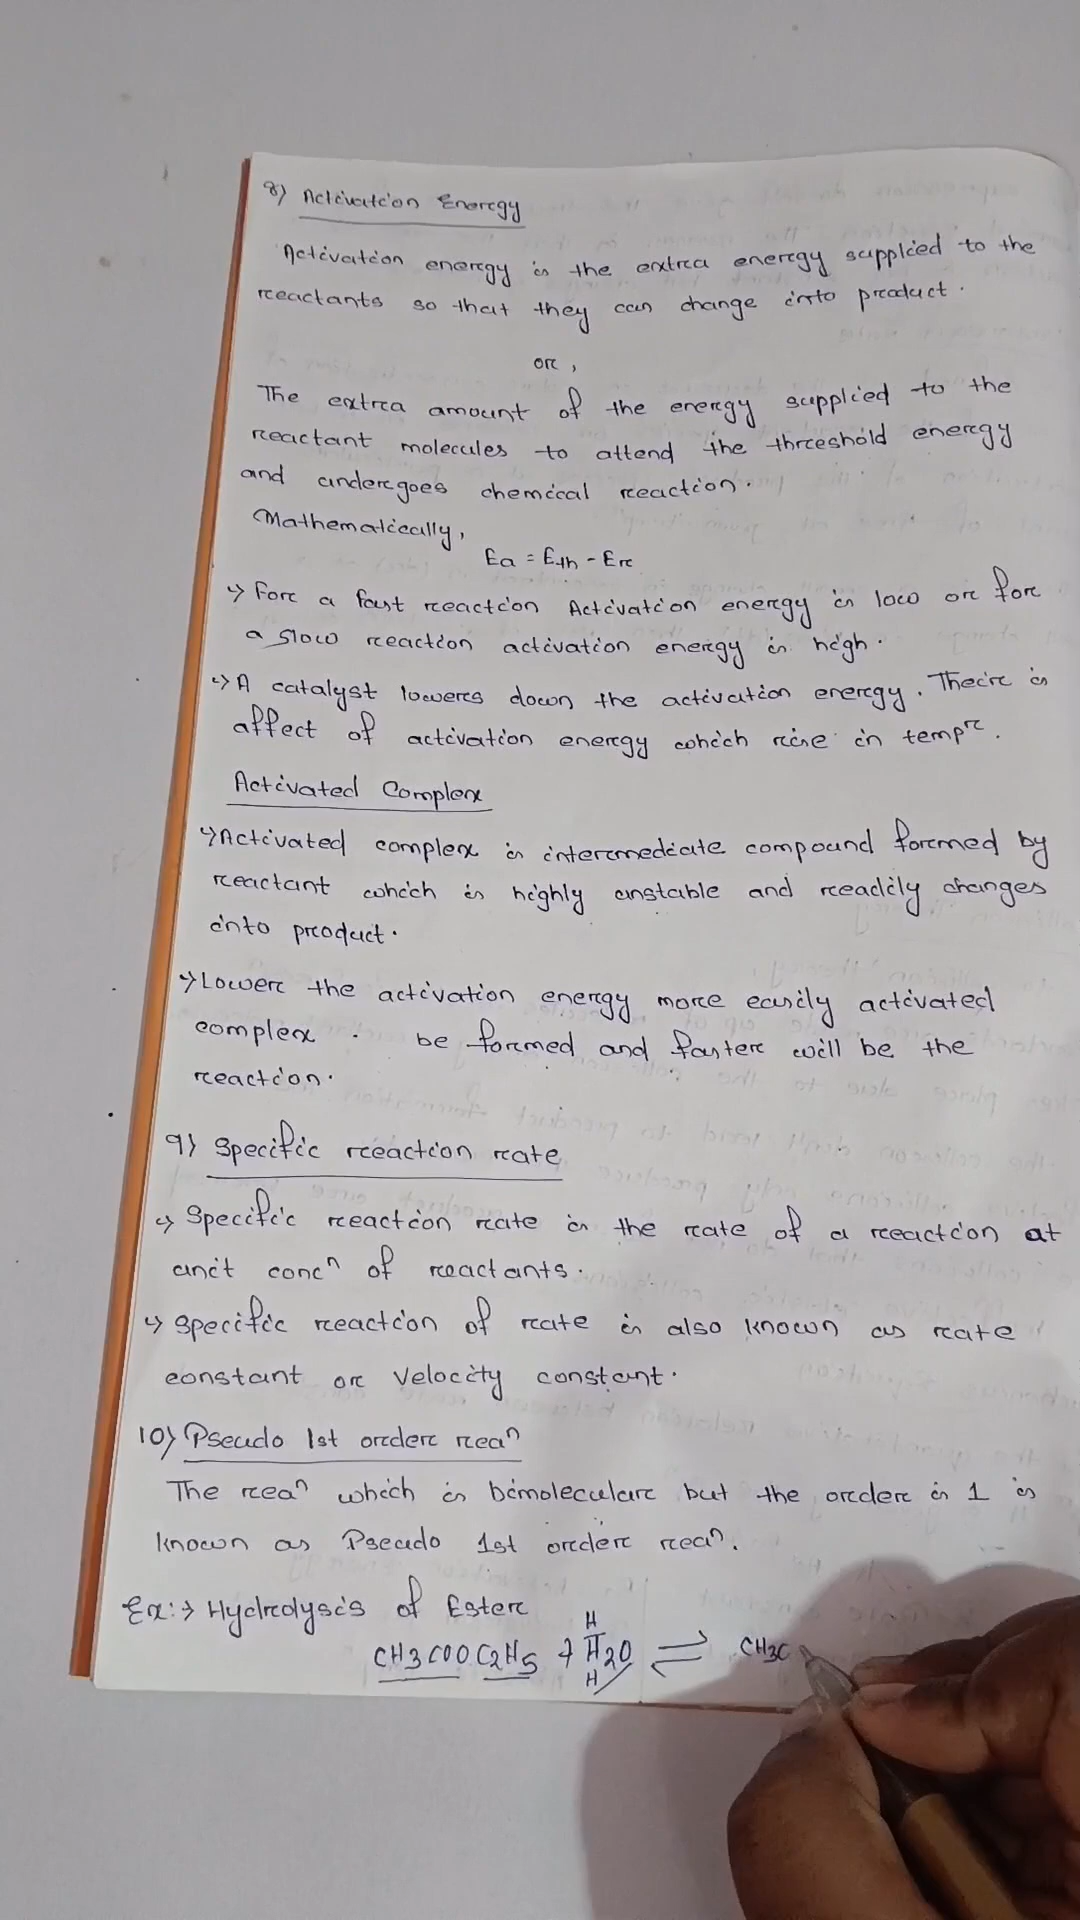 8) Activation Energy
Activation energy is the extra energy supplied to the
reactants so that they can change into product.
or,
The extra amount of the energy supplied to the
reactant molecules to attend the threshold energy
and undergoes chemical reaction.
Mathematically,
Ea = Eth - Er
↳ For a fast reaction Activation energy is low or for
a slow reaction activation energy is high.
↳ A catalyst lowers down the activation energy. Their is
affect of activation energy which rise in tempr.
Activated Complex
↳ Activated complex is intermediate compound formed by
reactant which is highly unstable and readily changes
into product.
↳ Lower the activation energy more easily activated
complex . be formed and faster will be the
reaction.
9) Specific reaction rate
↳ Specific reaction rate is the rate of a reaction at
unit concn of reactants.
↳ Specific reaction of rate is also known as rate
constant or Velocity constant.
10) Pseudo 1st order rean
The rean which is bimolecular but the order is 1 is
known as Pseudo 1st order rean.
Ex:→ Hydrolysis of Ester
H
CH3COOC2H5 + H2O ⇌ CH3C
H